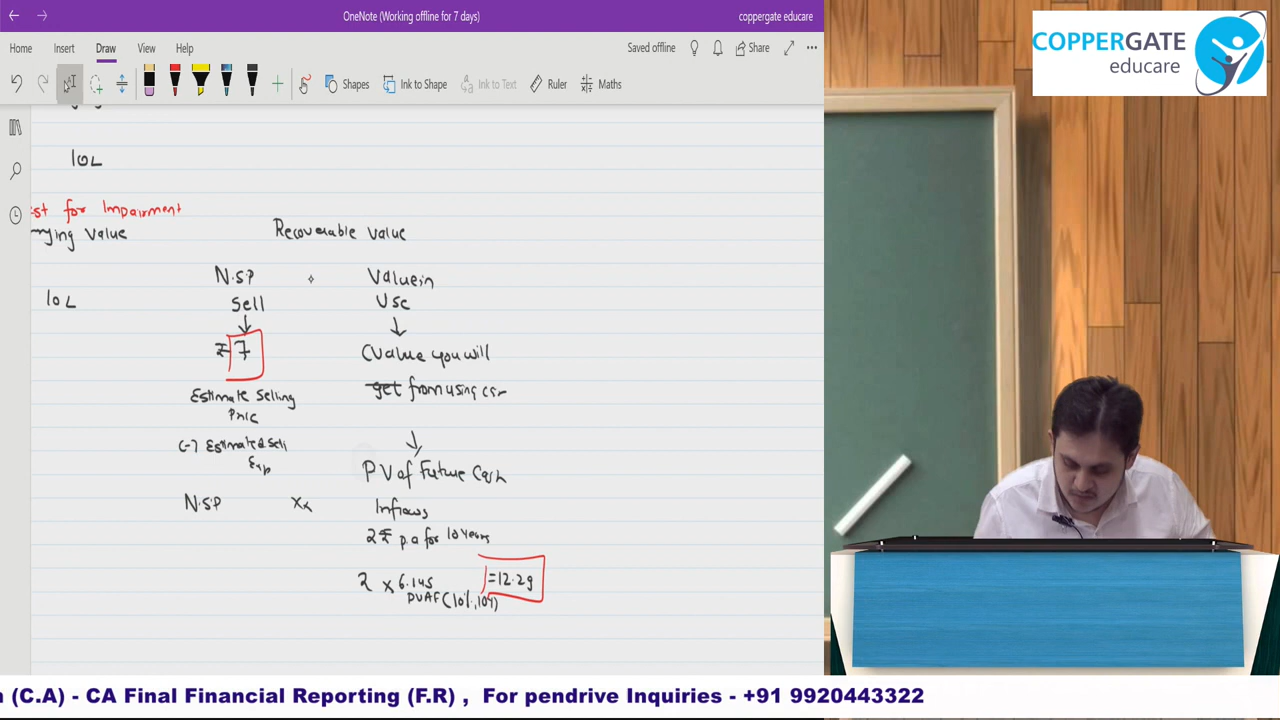 OneNote (Working offline for 7 days)
coppergate educare
Home Insert Draw View Help
Saved offline Share
Shapes Ink to Shape Ink to Text Ruler Maths
COPPERGATE
educare
10L
st for Impairment
rrying Value
Recoverable value
N.S.P
Value in
10L
Sell
Use
₹ 7
(Value you will
get from using car
Estimate Selling
Price
(-) Estimated Sell
Exp
PV of Future Cash
N.S.P xx
Inflows
2₹ p.a for 10 Years
2 x 6.145 =12.29
PVAF (10%, 10Y)
(C.A) - CA Final Financial Reporting (F.R) , For pendrive Inquiries - +91 9920443322